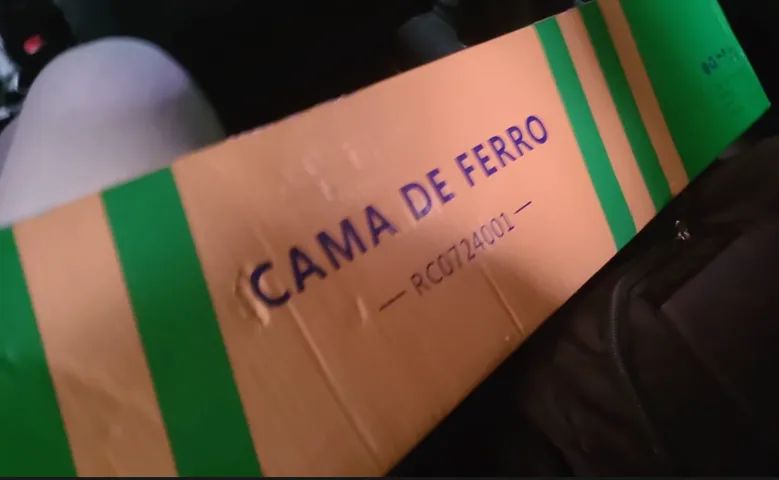 CAMA DE FERRO
— RC0724001 —